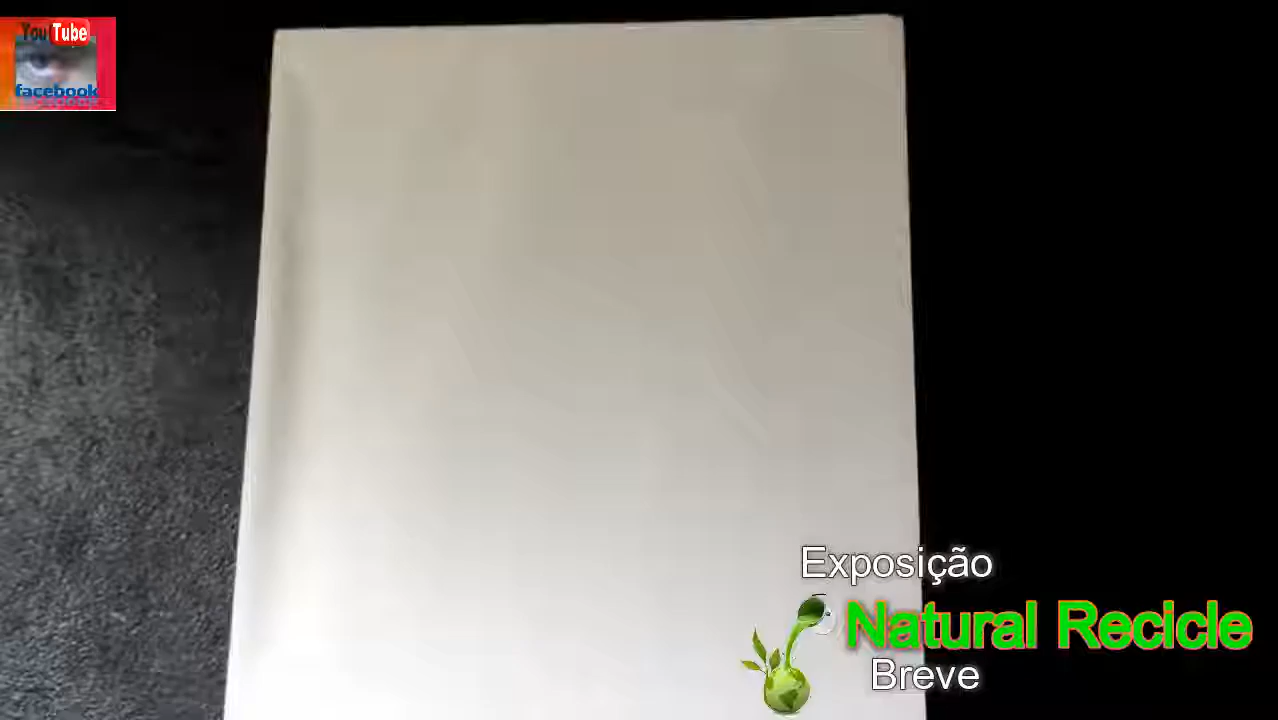 YouTube
facebook
Exposição
Natural Recicle
Breve